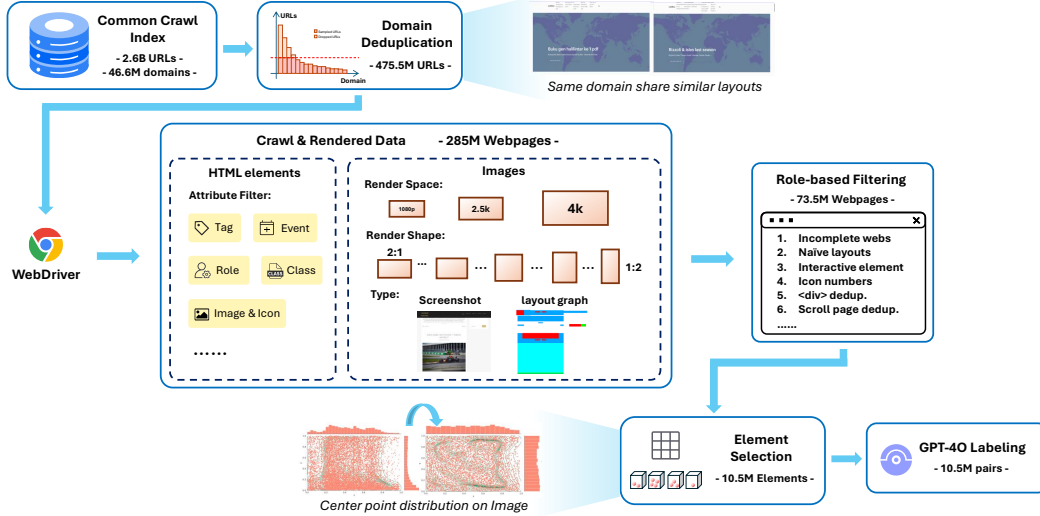 Common Crawl
Index
- 2.6B URLs -
- 46.6M domains -
URLs
Sampled URLs
Dropped URLs
Domain
Domain
Deduplication
- 475.5M URLs -
Same domain share similar layouts
WebDriver
Crawl & Rendered Data - 285M Webpages -
HTML elements
Attribute Filter:
Tag
Event
Role
CLASS
Class
Image & Icon
......
Images
Render Space:
1080p
2.5k
4k
Render Shape:
2:1
...
...
...
...
1:2
Type:
Screenshot
layout graph
Role-based Filtering
- 73.5M Webpages -
1. Incomplete webs
2. Naïve layouts
3. Interactive element
4. Icon numbers
5. <div> dedup.
6. Scroll page dedup.
......
Center point distribution on Image
Element
Selection
- 10.5M Elements -
GPT-4O Labeling
- 10.5M pairs -